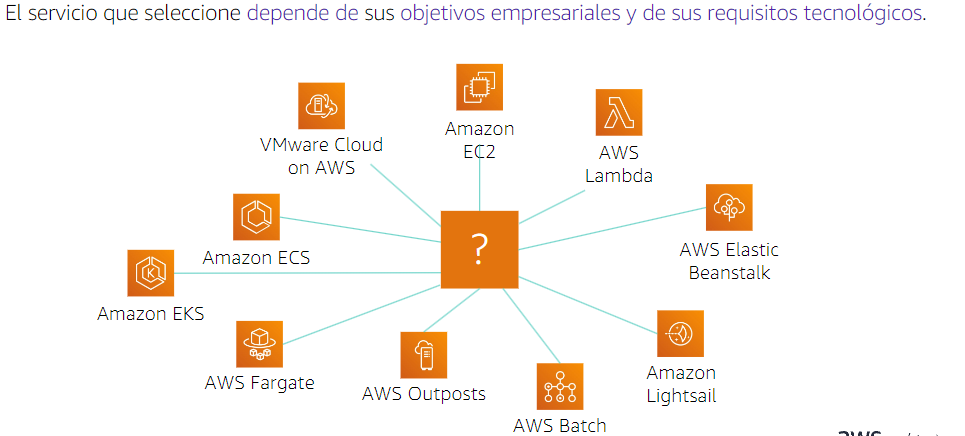 El servicio que seleccione depende de sus objetivos empresariales y de sus requisitos tecnológicos.
Amazon
EC2
VMware Cloud
on AWS
AWS
Lambda
Amazon ECS
?
AWS Elastic
Beanstalk
K
Amazon EKS
AWS Fargate
AWS Outposts
Amazon
Lightsail
AWS Batch